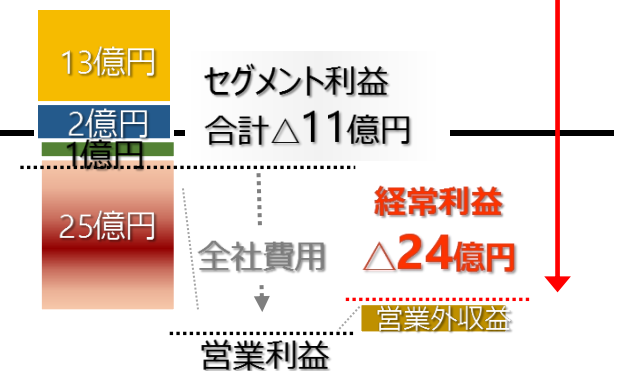 13億円
2億円
1億円
25億円
セグメント利益
合計△11億円
全社費用
経常利益
△24億円
営業外収益
営業利益